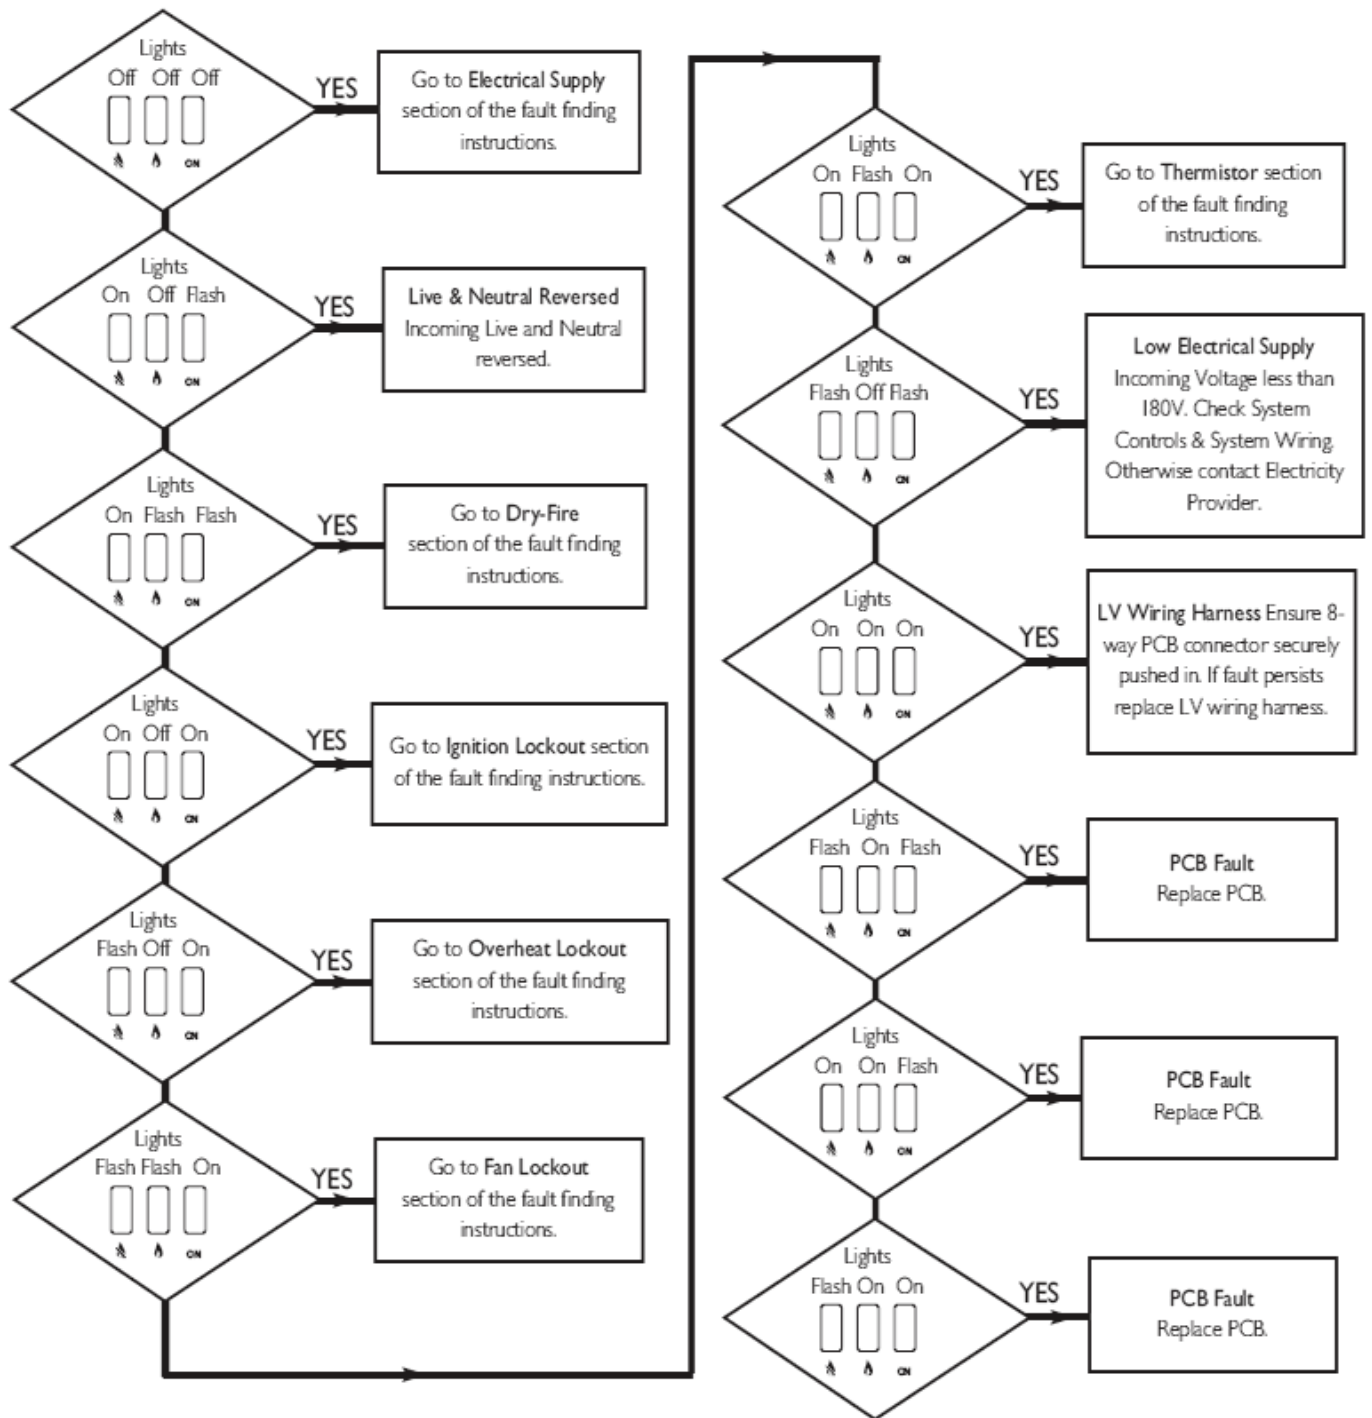 Lights
Off Off Off
ON
YES
Go to Electrical Supply
section of the fault finding
instructions.
Lights
On Off Flash
ON
YES
Live & Neutral Reversed
Incoming Live and Neutral
reversed.
Lights
On Flash Flash
ON
YES
Go to Dry-Fire
section of the fault finding
instructions.
Lights
On Off On
ON
YES
Go to Ignition Lockout section
of the fault finding instructions.
Lights
Flash Off On
ON
YES
Go to Overheat Lockout
section of the fault finding
instructions.
Lights
Flash Flash On
ON
YES
Go to Fan Lockout
section of the fault finding
instructions.
Lights
On Flash On
ON
YES
Go to Thermistor section
of the fault finding
instructions.
Lights
Flash Off Flash
ON
YES
Low Electrical Supply
Incoming Voltage less than
180V. Check System
Controls & System Wiring.
Otherwise contact Electricity
Provider.
Lights
On On On
ON
YES
LV Wiring Harness Ensure 8-
way PCB connector securely
pushed in. If fault persists
replace LV wiring harness.
Lights
Flash On Flash
ON
YES
PCB Fault
Replace PCB.
Lights
On On Flash
ON
YES
PCB Fault
Replace PCB.
Lights
Flash On On
ON
YES
PCB Fault
Replace PCB.